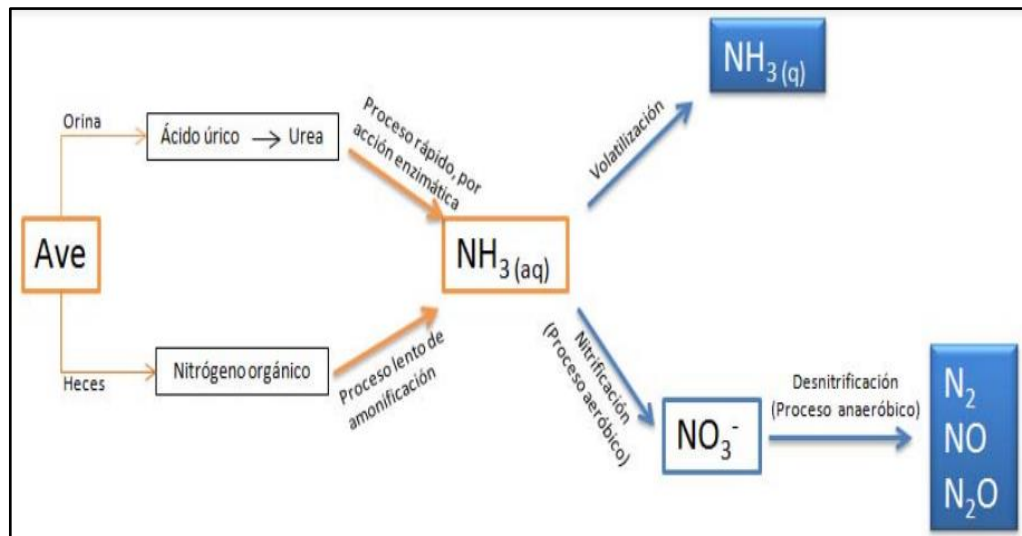 NH₃ (q)
Orina
Ácido úrico → Urea
Proceso rápido, por
acción enzimática
Volatilización
Ave
NH₃ (aq)
Heces
Nitrógeno orgánico
Proceso lento de
amonificación
Nitrificación
(Proceso aeróbico)
NO₃⁻
Desnitrificación
(Proceso anaeróbico)
N₂
NO
N₂O